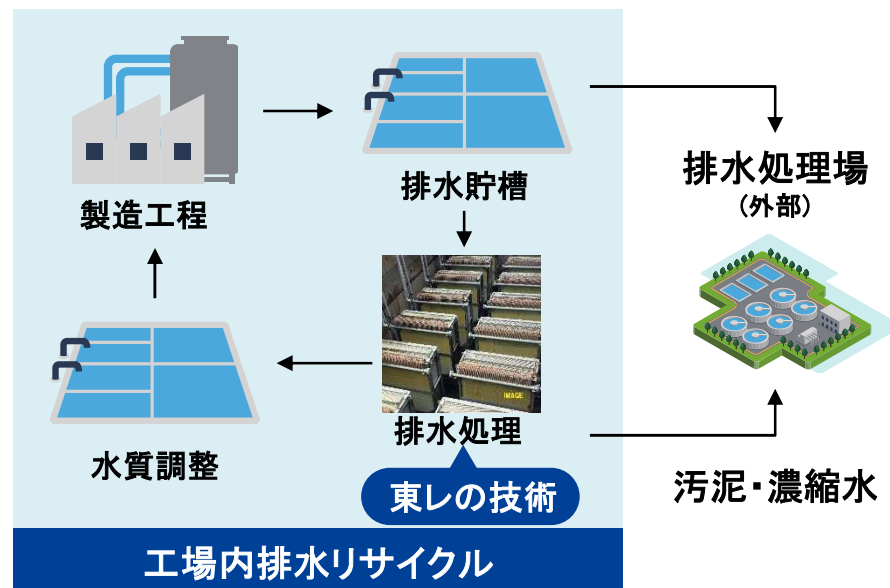 製造工程
排水貯槽
排水処理場
(外部)
水質調整
IMAGE
排水処理
東レの技術
汚泥・濃縮水
工場内排水リサイクル